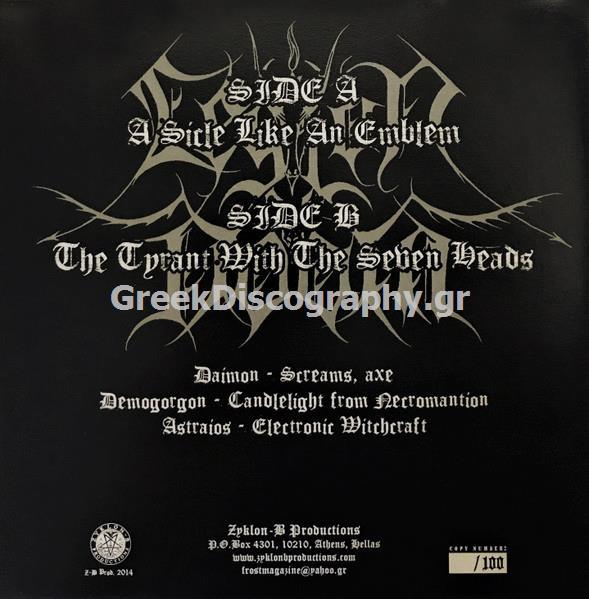 SIDE A
A Sicle Like An Emblem
SIDE B
The Tyrant With The Seven Heads
GreekDiscography.gr
Daimon - Screams, axe
Demogorgon - Candlelight from Necromantion
Astraios - Electronic Witchcraft
ZYKLON-B
PRODUCTIONS
Z-B Prod. 2014
Zyklon-B Productions
P.O.Box 4301, 10210, Athens, Hellas
www.zyklonbproductions.com
frostmagazine@yahoo.gr
COPY NUMBER:
/100